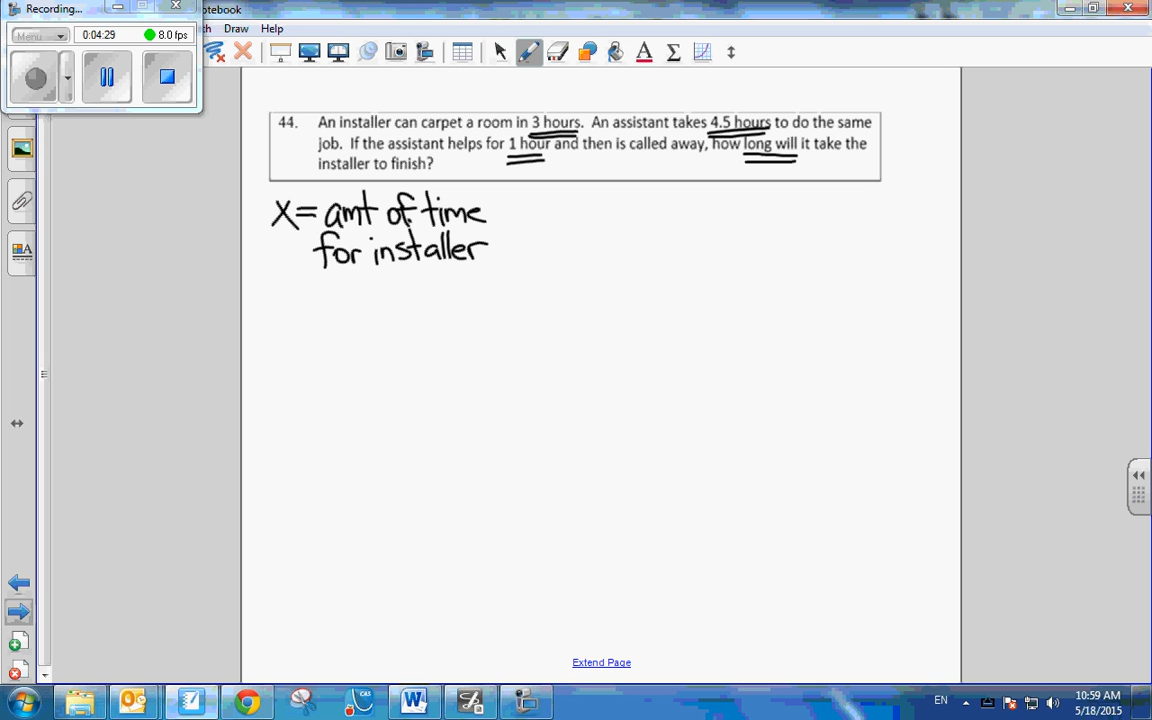 Recording...
otebook
Menu
0:04:29
8.0 fps
Draw Help
44. An installer can carpet a room in 3 hours. An assistant takes 4.5 hours to do the same
job. If the assistant helps for 1 hour and then is called away, how long will it take the
installer to finish?
X= amt of time
for installer
Extend Page
EN
10:59 AM
5/18/2015